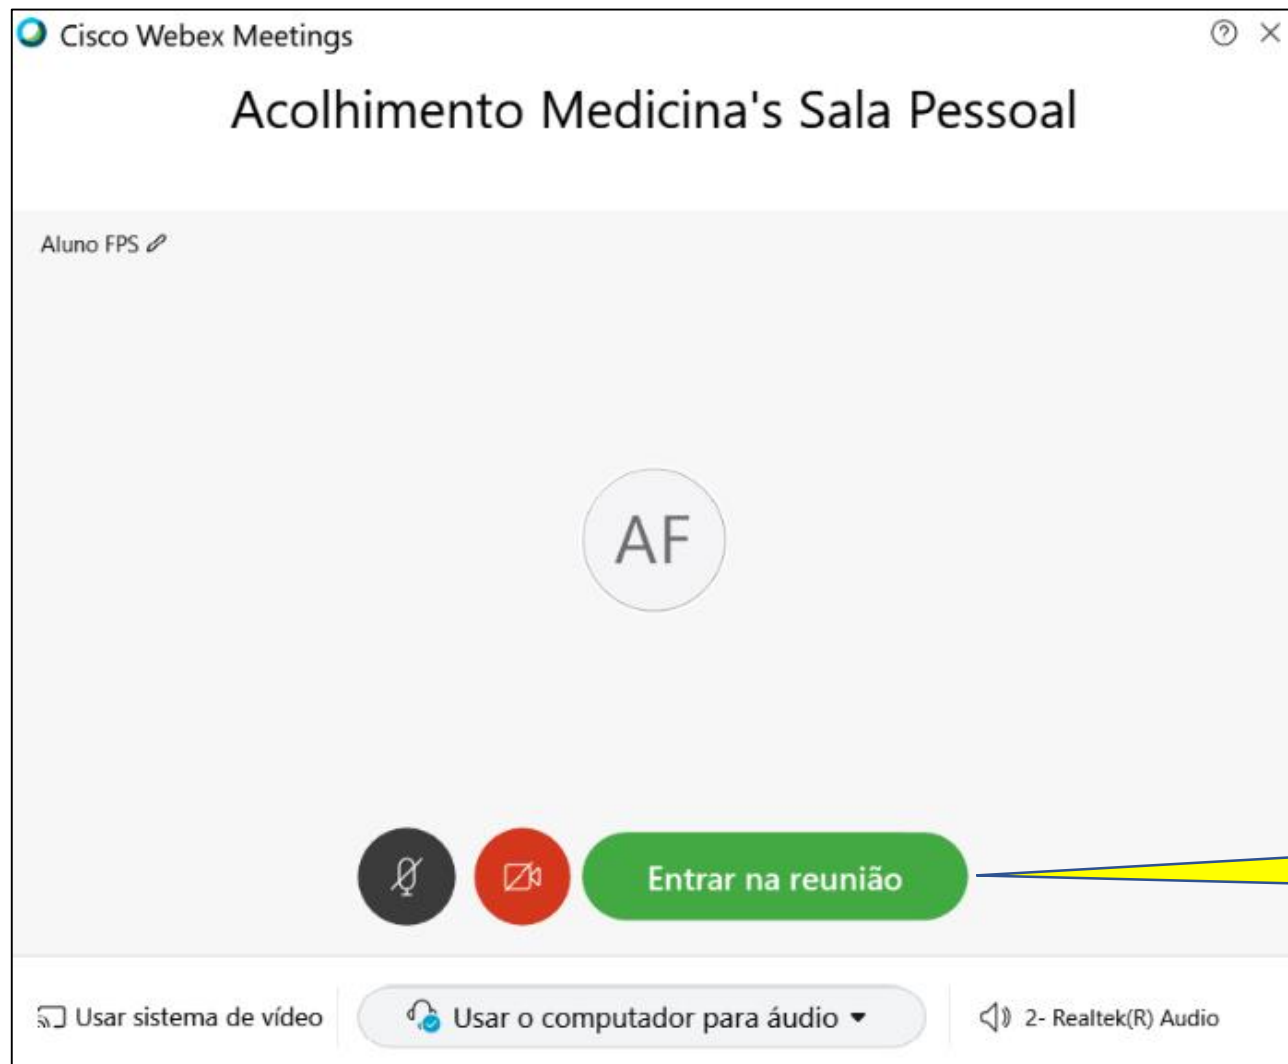 Cisco Webex Meetings
Acolhimento Medicina's Sala Pessoal
Aluno FPS
AF
Entrar na reunião
Usar sistema de vídeo
Usar o computador para áudio
2- Realtek(R) Audio